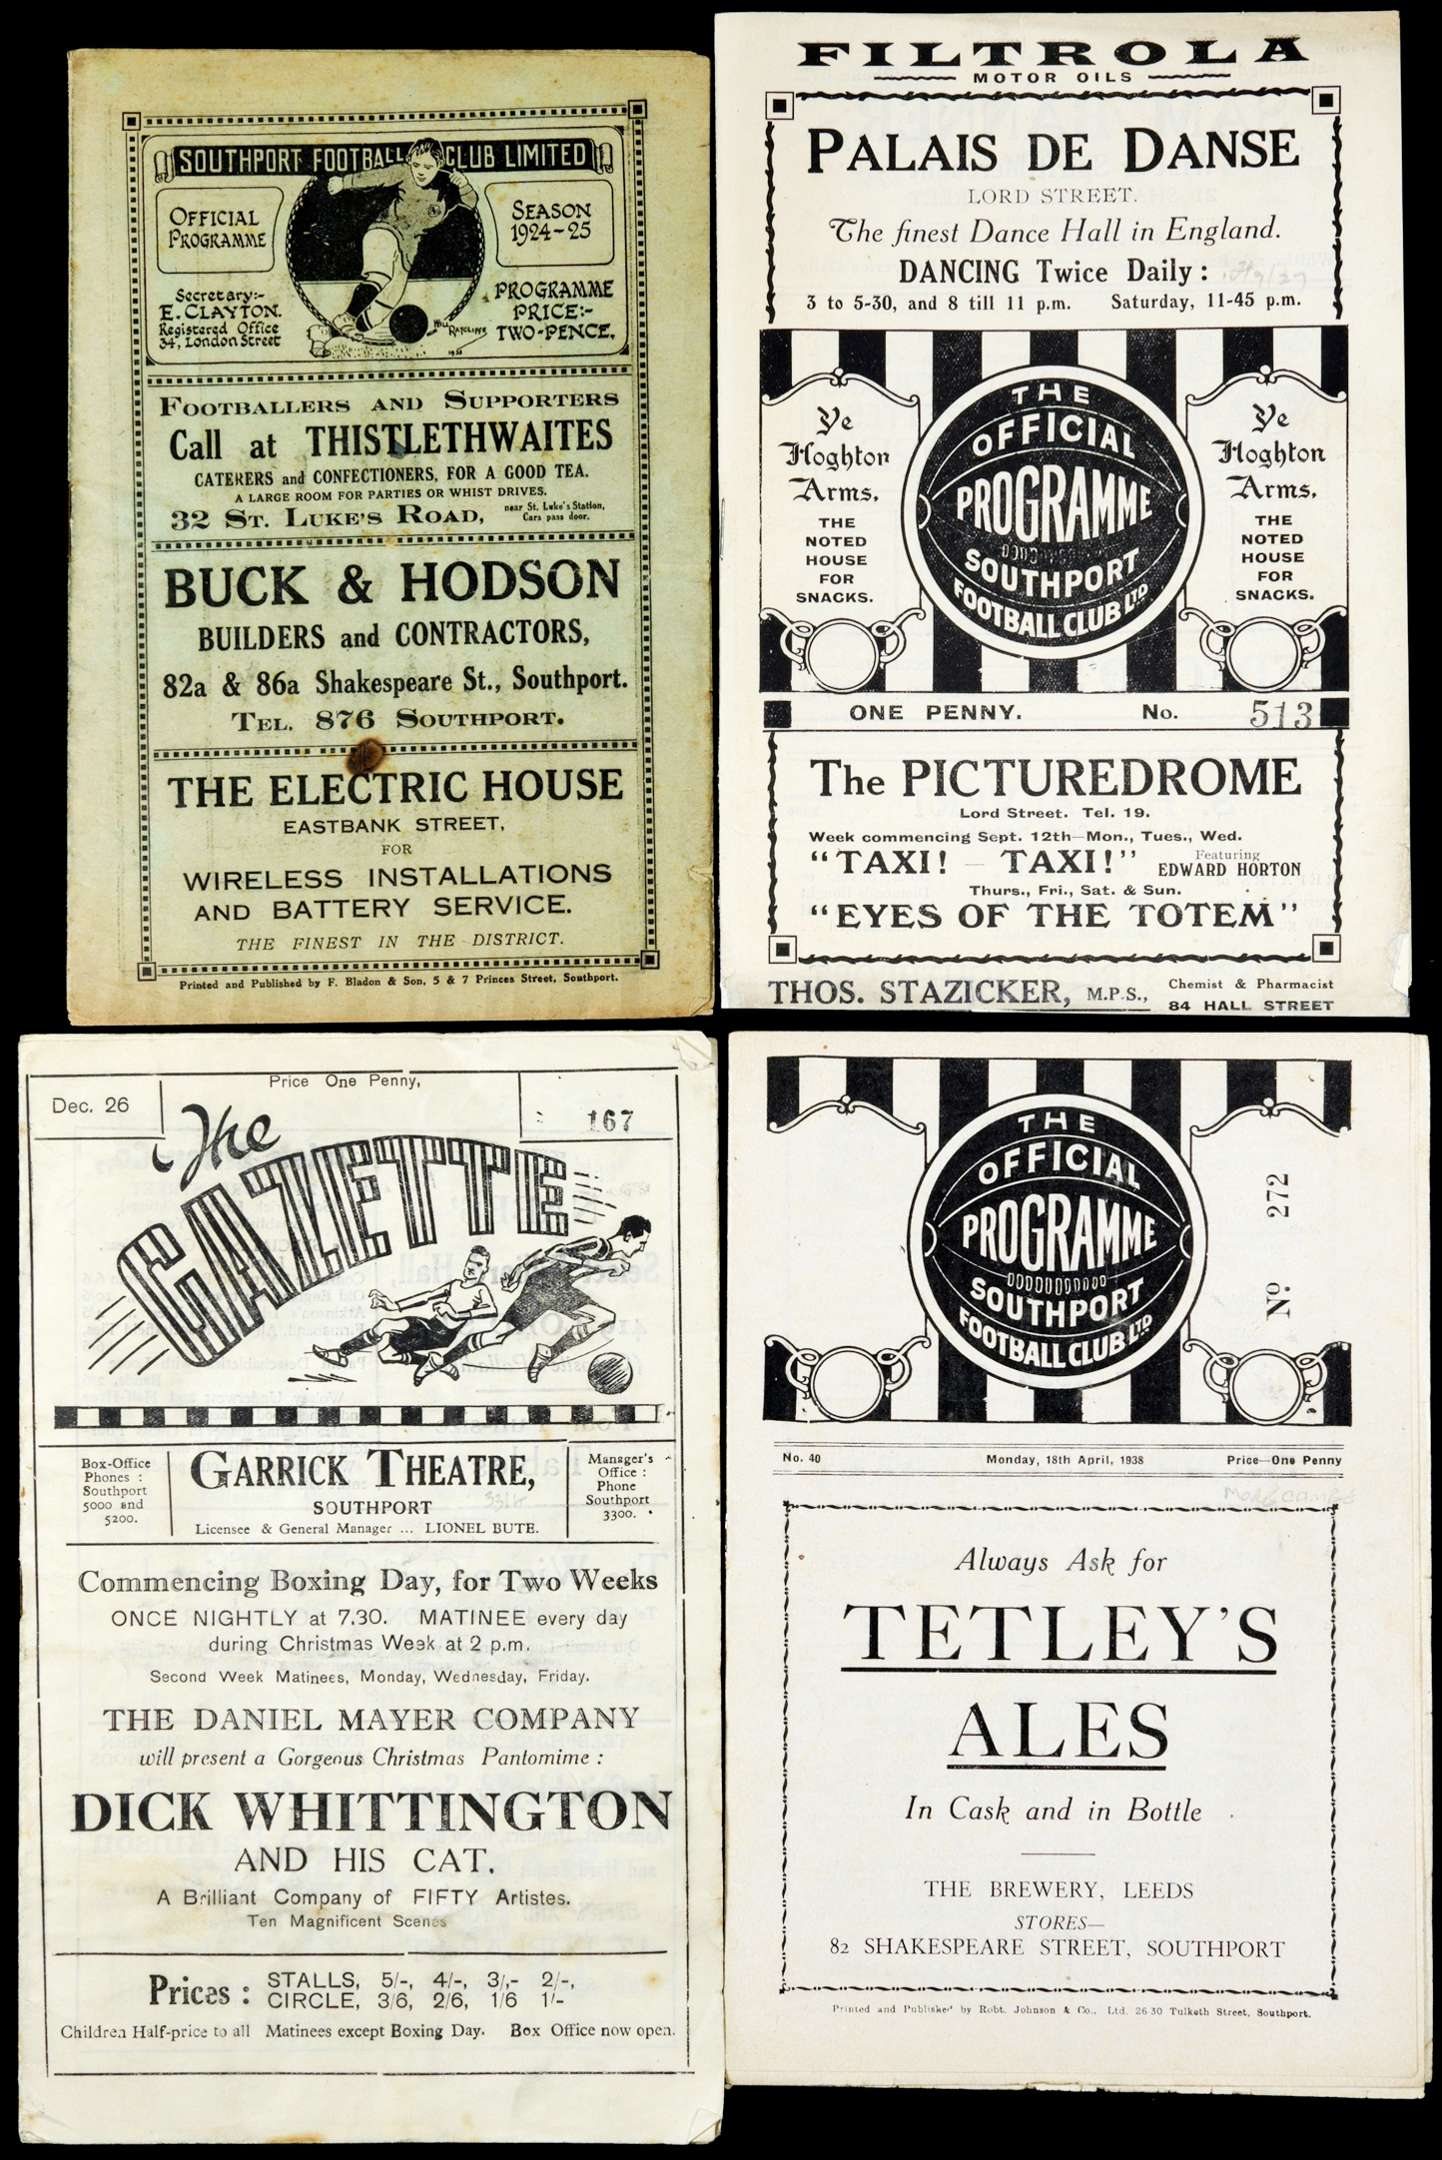 SOUTHPORT FOOTBALL CLUB LIMITED
OFFICIAL
PROGRAMME
SEASON
1924-25
Secretary:-
E. CLAYTON.
Registered Office
34, London Street
PROGRAMME
PRICE:-
TWO-PENCE.
WILL RATCLIFFE
FOOTBALLERS AND SUPPORTERS
Call at THISTLETHWAITES
CATERERS and CONFECTIONERS, FOR A GOOD TEA.
A LARGE ROOM FOR PARTIES OR WHIST DRIVES.
32 ST. LUKE'S ROAD, near St. Luke's Station,
Cars pass door.
BUCK & HODSON
BUILDERS and CONTRACTORS,
82a & 86a Shakespeare St., Southport.
TEL. 876 SOUTHPORT.
THE ELECTRIC HOUSE
EASTBANK STREET,
FOR
WIRELESS INSTALLATIONS
AND BATTERY SERVICE.
THE FINEST IN THE DISTRICT.
Printed and Published by F. Bladon & Son, 5 & 7 Princes Street, Southport.
FILTROLA
MOTOR OILS
PALAIS DE DANSE
LORD STREET.
The finest Dance Hall in England.
DANCING Twice Daily:
3 to 5-30, and 8 till 11 p.m. Saturday, 11-45 p.m.
Ye
Hoghton
Arms,
THE
NOTED
HOUSE
FOR
SNACKS.
THE
OFFICIAL
PROGRAMME
SOUTHPORT
FOOTBALL CLUB LTD
Ye
Hoghton
Arms,
THE
NOTED
HOUSE
FOR
SNACKS.
ONE PENNY. No. 513
The PICTUREDROME
Lord Street. Tel. 19.
Week commencing Sept. 12th—Mon., Tues., Wed.
"TAXI! - TAXI!" Featuring
EDWARD HORTON
Thurs., Fri., Sat. & Sun.
"EYES OF THE TOTEM"
THOS. STAZICKER, M.P.S., Chemist & Pharmacist
84 HALL STREET
Price One Penny,
Dec. 26
167
The
GAZETTE
Box-Office
Phones :
Southport
5000 and
5200.
GARRICK THEATRE,
SOUTHPORT
Licensee & General Manager ... LIONEL BUTE.
Manager's
Office :
Phone
Southport
3300.
Commencing Boxing Day, for Two Weeks
ONCE NIGHTLY at 7.30. MATINEE every day
during Christmas Week at 2 p.m.
Second Week Matinees, Monday, Wednesday, Friday.
THE DANIEL MAYER COMPANY
will present a Gorgeous Christmas Pantomime :
DICK WHITTINGTON
AND HIS CAT.
A Brilliant Company of FIFTY Artistes.
Ten Magnificent Scenes
Prices : STALLS, 5/-, 4/-, 3/,- 2/-,
CIRCLE, 3/6, 2/6, 1/6 1/-
Children Half-price to all Matinees except Boxing Day. Box Office now open.
THE
OFFICIAL
PROGRAMME
SOUTHPORT
FOOTBALL CLUB LTD
No. 272
No. 40 Monday, 18th April, 1938 Price—One Penny
MORECAMBE
Always Ask for
TETLEY'S
ALES
In Cask and in Bottle
THE BREWERY, LEEDS
STORES—
82 SHAKESPEARE STREET, SOUTHPORT
Printed and Published by Robt. Johnson & Co., Ltd. 26-30 Tulketh Street, Southport.